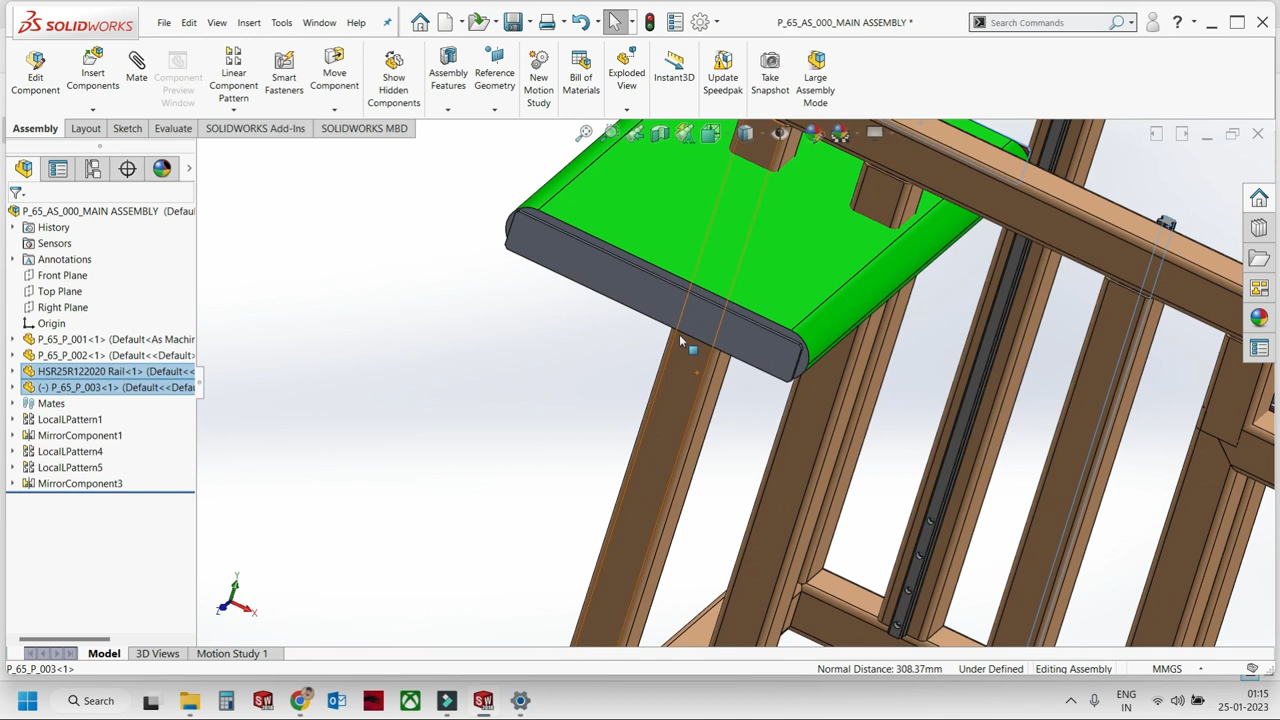 SOLIDWORKS
File Edit View Insert Tools Window Help
P_65_AS_000_MAIN ASSEMBLY *
Search Commands
?
Edit Component
Insert Components
Mate
Component Preview Window
Linear Component Pattern
Smart Fasteners
Move Component
Show Hidden Components
Assembly Features
Reference Geometry
New Motion Study
Bill of Materials
Exploded View
Instant3D
Update Speedpak
Take Snapshot
Large Assembly Mode
Assembly Layout Sketch Evaluate SOLIDWORKS Add-Ins SOLIDWORKS MBD
P_65_AS_000_MAIN ASSEMBLY (Defau
History
Sensors
Annotations
Front Plane
Top Plane
Right Plane
Origin
P_65_P_001<1> (Default<As Machin
P_65_P_002<1> (Default<<Default>
HSR25R122020 Rail<1> (Default<<
(-) P_65_P_003<1> (Default<<Defau
Mates
LocalLPattern1
MirrorComponent1
LocalLPattern4
LocalLPattern5
MirrorComponent3
Y
Z X
Model 3D Views Motion Study 1
P_65_P_003<1> Normal Distance: 308.37mm Under Defined Editing Assembly MMGS
Search
ENG
IN
01:15
25-01-2023